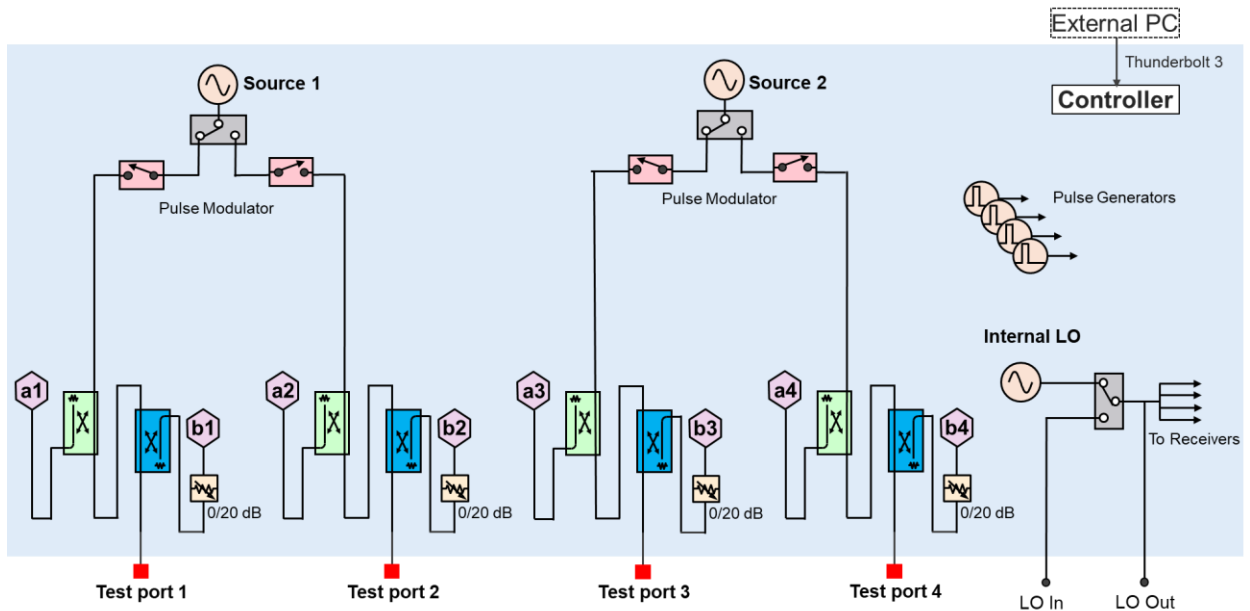 External PC
Thunderbolt 3
Controller
Source 1
Source 2
Pulse Modulator
Pulse Modulator
Pulse Generators
Internal LO
a1
a2
a3
a4
b1
b2
b3
b4
To Receivers
0/20 dB
0/20 dB
0/20 dB
0/20 dB
Test port 1
Test port 2
Test port 3
Test port 4
LO In
LO Out